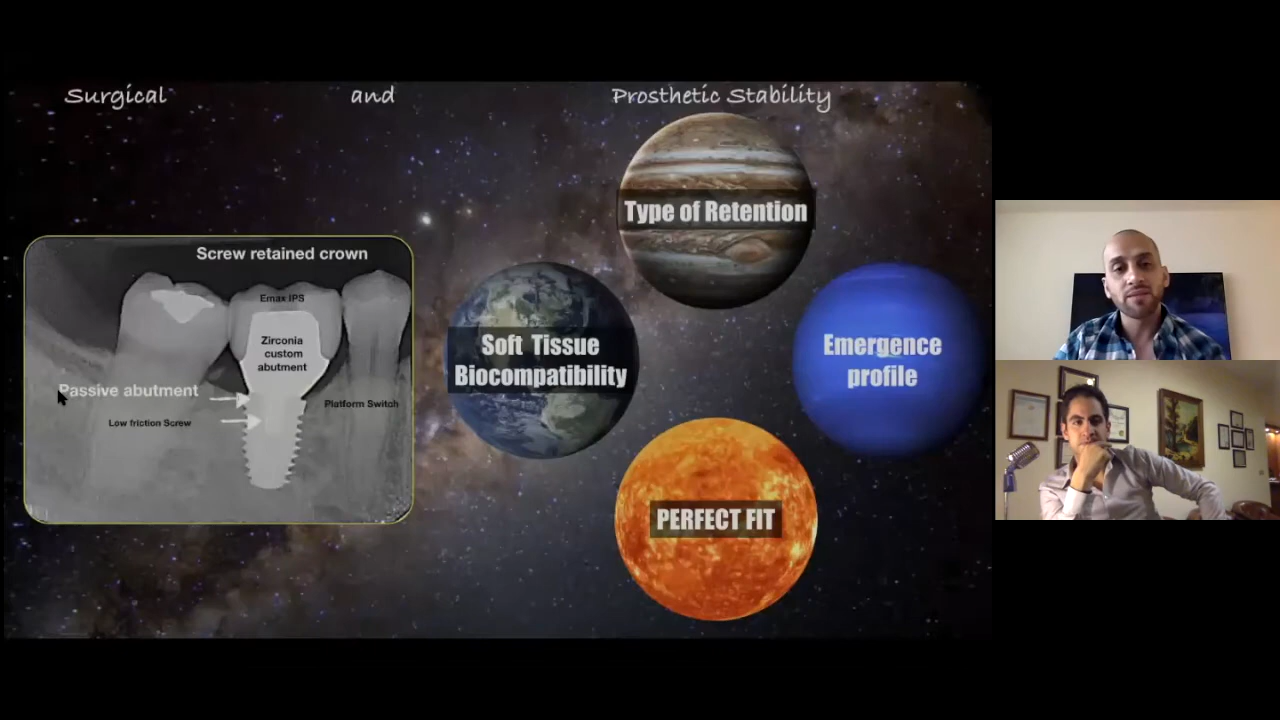 Surgical and Prosthetic Stability
Screw retained crown
Emax IPS
Zirconia
custom
abutment
Passive abutment
Low friction Screw
Platform Switch
Type of Retention
Soft Tissue
Biocompatibility
Emergence
profile
PERFECT FIT